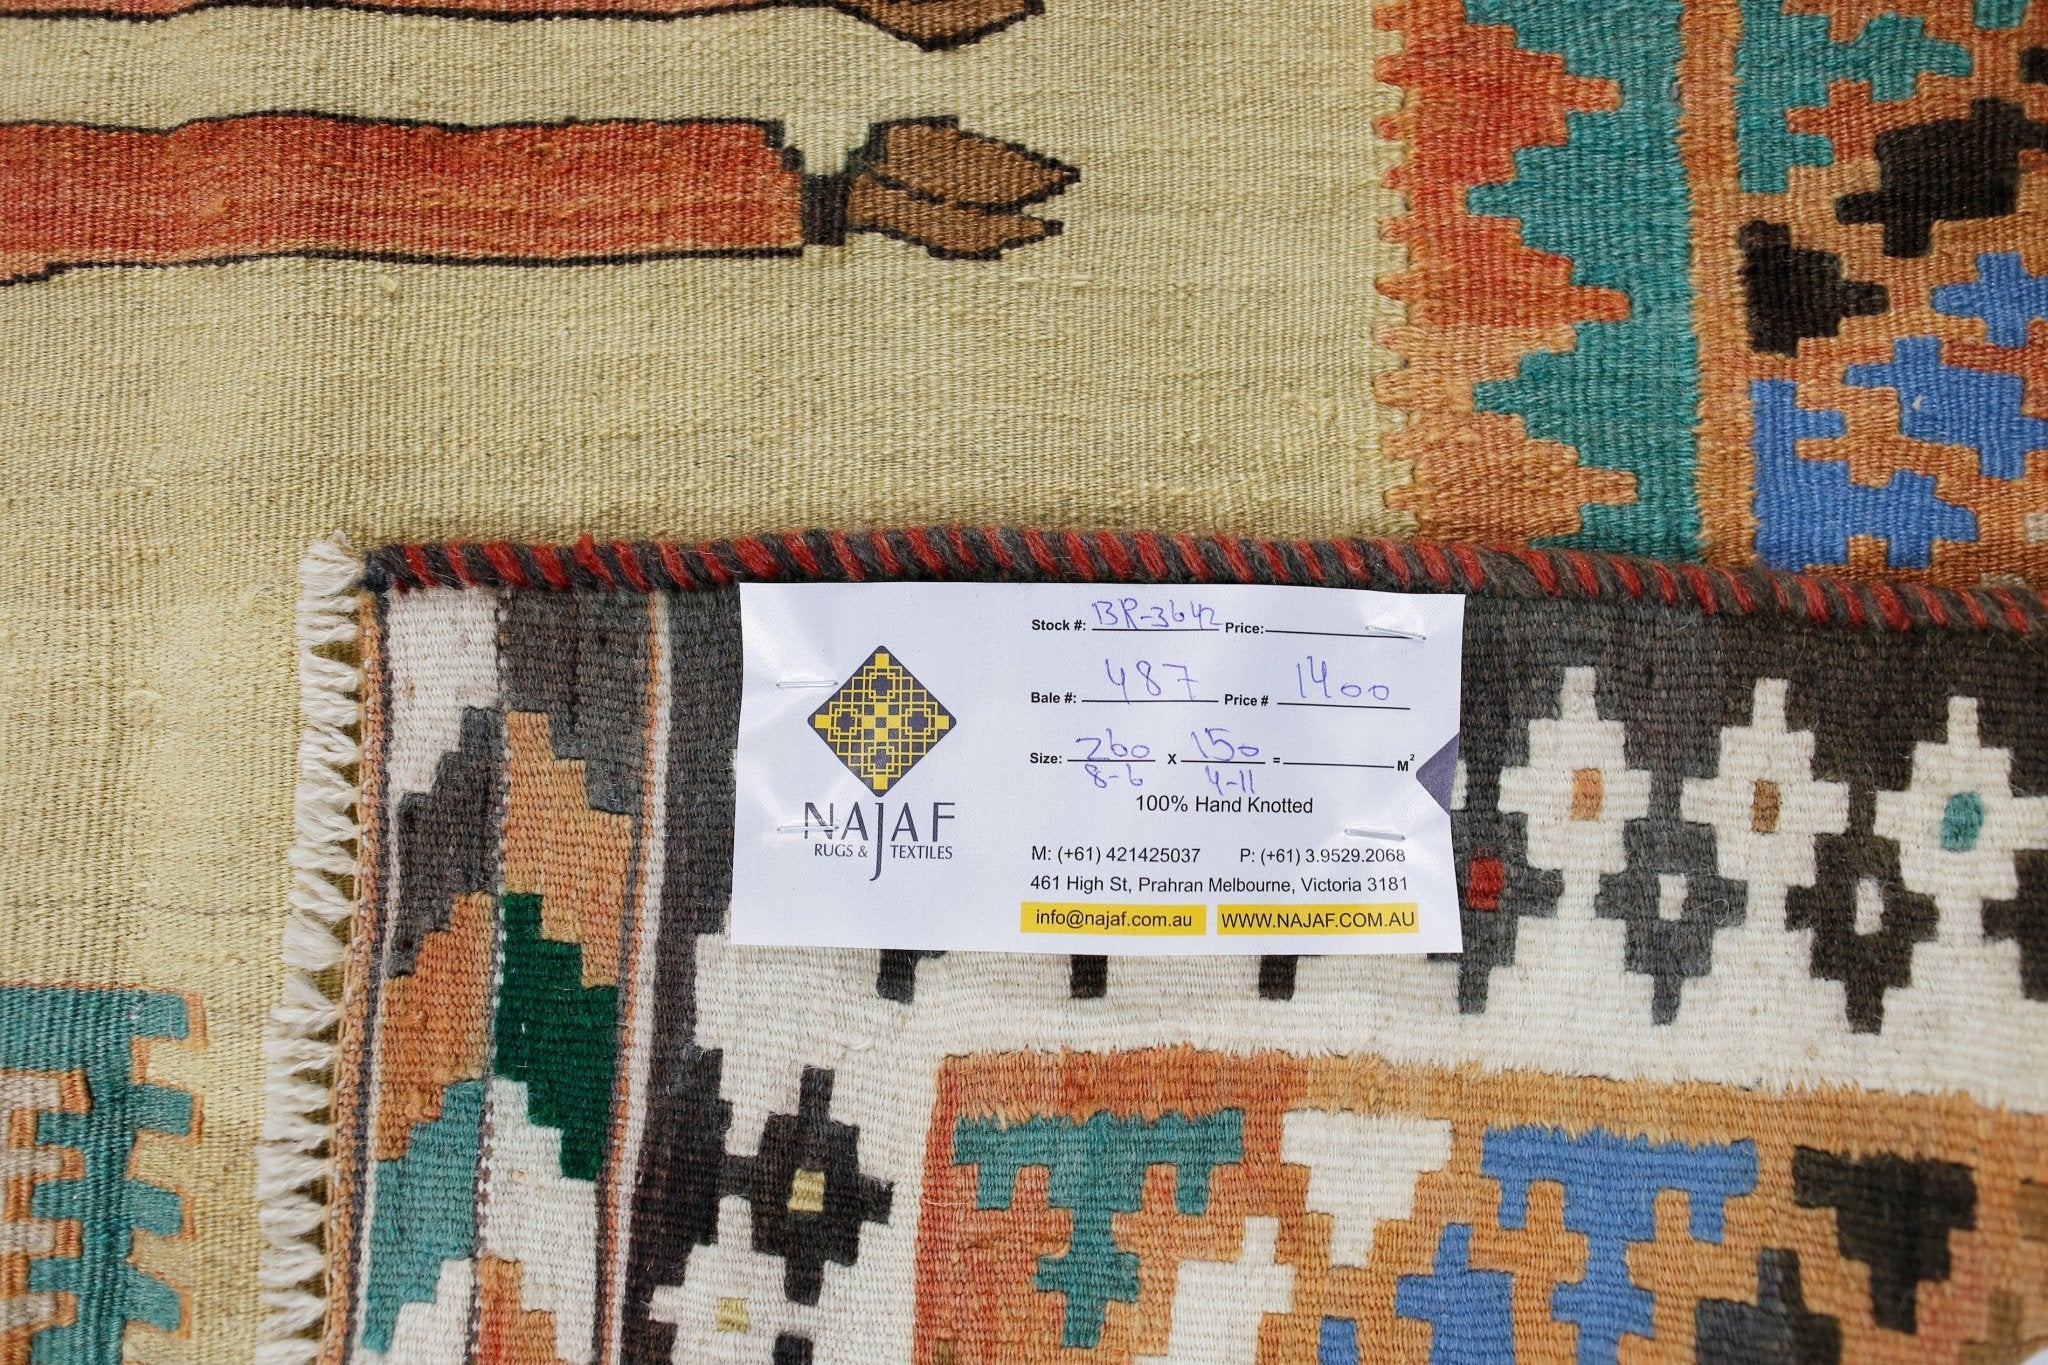 Stock #: BR-3642 Price:
Bale #: 487 Price # 1400
Size: 260 x 150 = M²
8-6 4-11
100% Hand Knotted
NAJAF
RUGS & TEXTILES
M: (+61) 421425037 P: (+61) 3.9529.2068
461 High St, Prahran Melbourne, Victoria 3181
info@najaf.com.au WWW.NAJAF.COM.AU